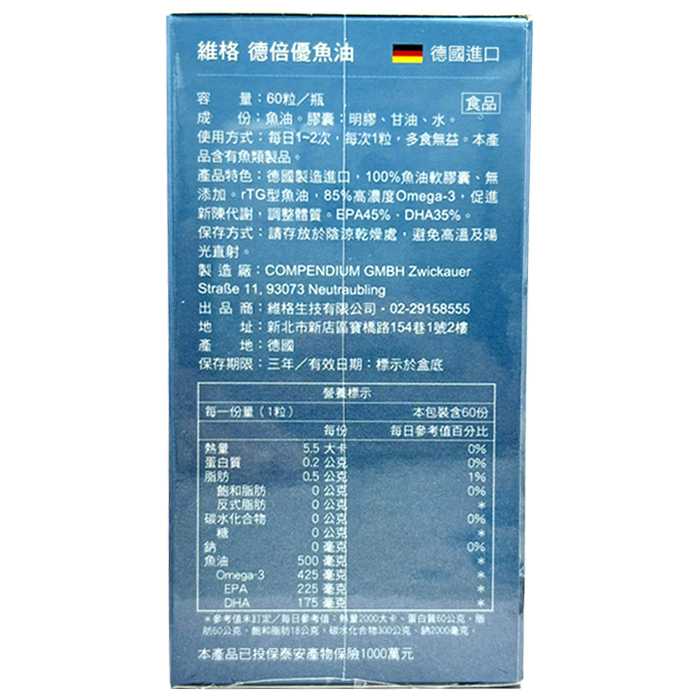 維格 德倍優魚油 德國進口
容 量：60粒／瓶 食品
成 份：魚油。膠囊：明膠、甘油、水。
使用方式：每日1~2次，每次1粒，多食無益。本產
品含有魚類製品。
產品特色：德國製造進口，100%魚油軟膠囊、無
添加。rTG型魚油，85%高濃度Omega-3，促進
新陳代謝，調整體質。EPA45%、DHA35%。
保存方式：請存放於陰涼乾燥處，避免高溫及陽
光直射。
製 造 廠：COMPENDIUM GMBH Zwickauer
Straße 11, 93073 Neutraubling
出 品 商：維格生技有限公司・02-29158555
地 址：新北市新店區寶橋路154巷1號2樓
產 地：德國
保存期限：三年／有效日期：標示於盒底
營養標示
每一份量（1粒） 本包裝含60份
每份 每日參考值百分比
熱量 5.5 大卡 0%
蛋白質 0.2 公克 0%
脂肪 0.5 公克 1%
飽和脂肪 0 公克 0%
反式脂肪 0 公克 *
碳水化合物 0 公克 0%
糖 0 公克 *
鈉 0 毫克 0%
魚油 500 毫克 *
Omega-3 425 毫克 *
EPA 225 毫克 *
DHA 175 毫克 *
*參考值未訂定／每日參考值：熱量2000大卡、蛋白質60公克、脂
肪60公克、飽和脂肪18公克、碳水化合物300公克、鈉2000毫克。
本產品已投保泰安產物保險1000萬元